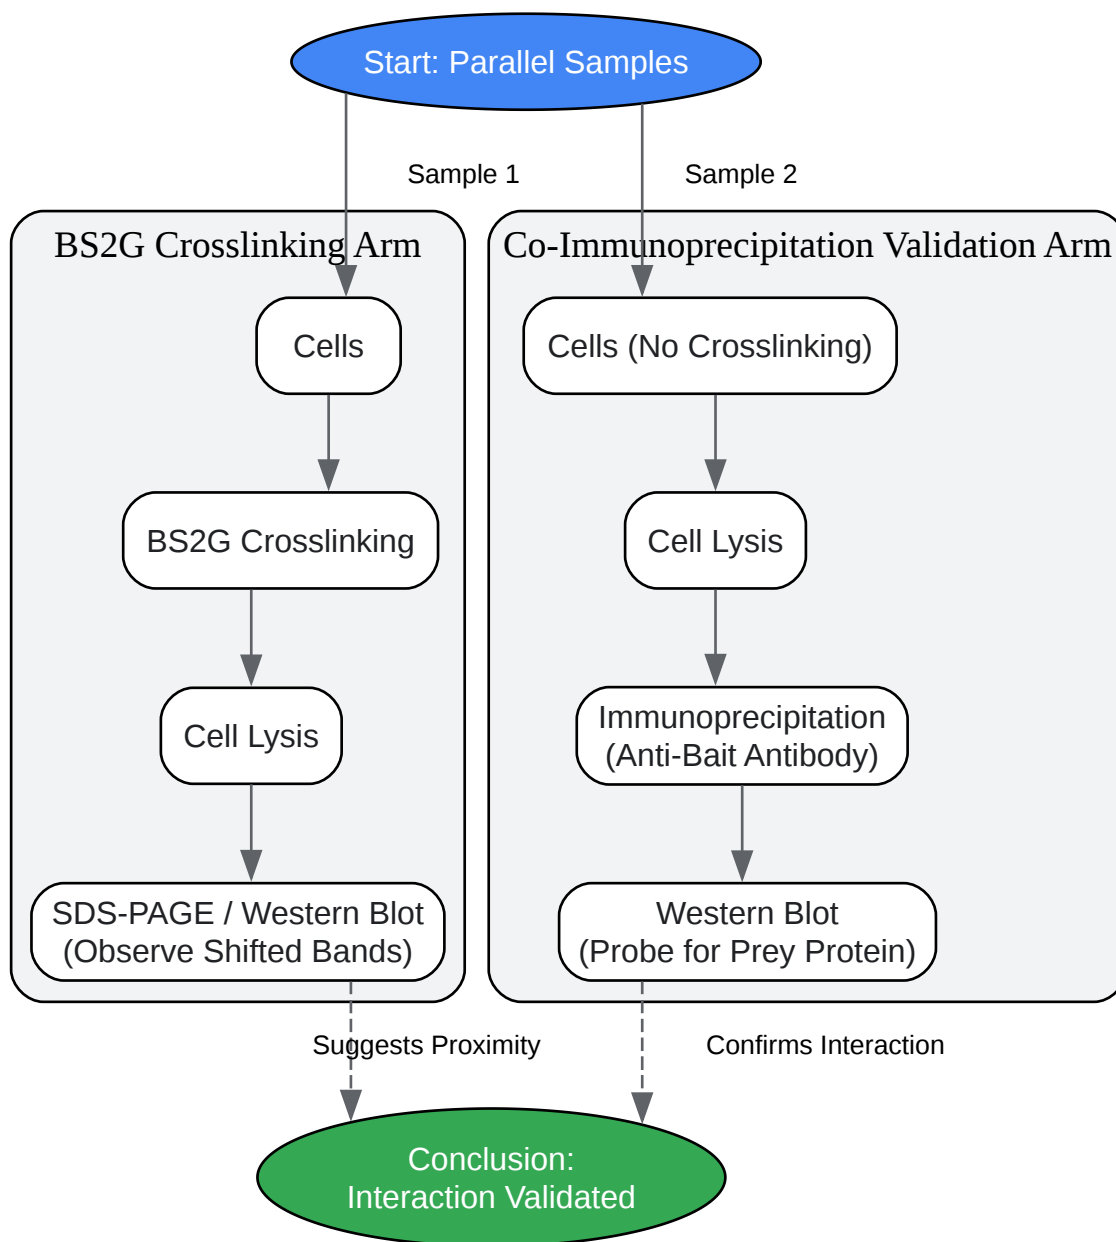 Start: Parallel Samples
Sample 1
Sample 2
BS2G Crosslinking Arm
Cells
BS2G Crosslinking
Cell Lysis
SDS-PAGE / Western Blot
(Observe Shifted Bands)
Co-Immunoprecipitation Validation Arm
Cells (No Crosslinking)
Cell Lysis
Immunoprecipitation
(Anti-Bait Antibody)
Western Blot
(Probe for Prey Protein)
Suggests Proximity
Confirms Interaction
Conclusion:
Interaction Validated